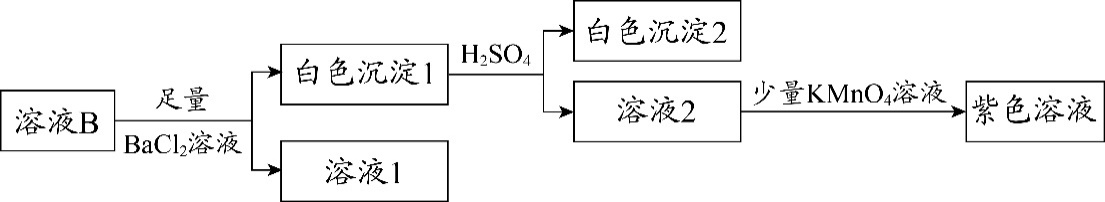 溶液B
足量
BaCl₂溶液
白色沉淀1
溶液1
H₂SO₄
白色沉淀2
溶液2
少量KMnO₄溶液
紫色溶液